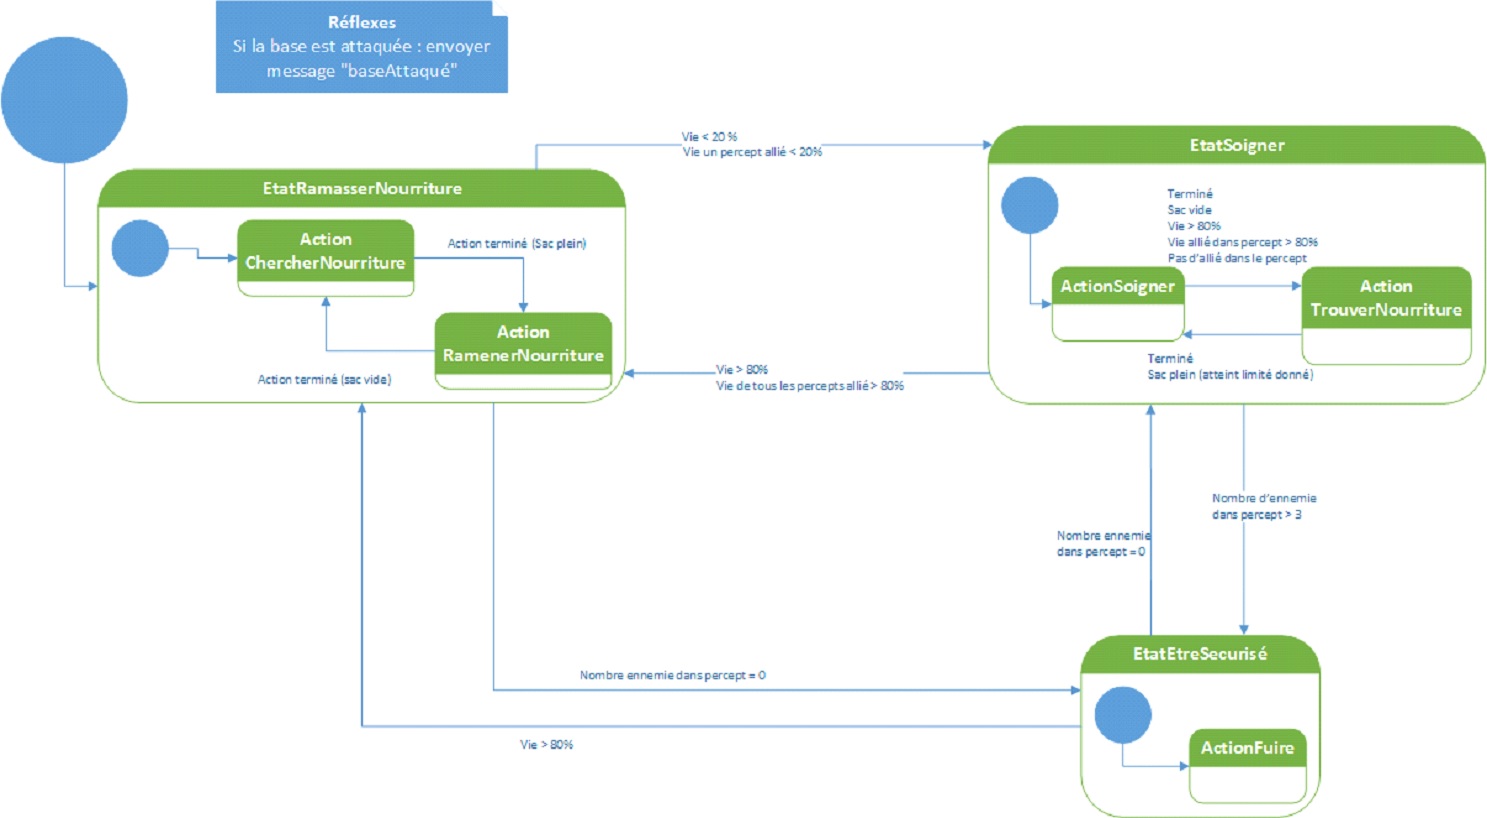 Réflexes
Si la base est attaquée : envoyer
message "baseAttaqué"
Vie < 20 %
Vie un percept allié < 20%
EtatSoigner
EtatRamasserNourriture
Terminé
Sac vide
Vie > 80%
Vie allié dans percept > 80%
Pas d'allié dans le percept
Action
ChercherNourriture
Action terminé (Sac plein)
ActionSoigner
Action
TrouverNourriture
Action
RamenerNourriture
Terminé
Sac plein (atteint limité donné)
Action terminé (sac vide)
Vie > 80%
Vie de tous les percepts allié > 80%
Nombre d'ennemie
dans percept > 3
Nombre ennemie
dans percept = 0
EtatEtreSecurisé
Nombre ennemie dans percept = 0
Vie > 80%
ActionFuire